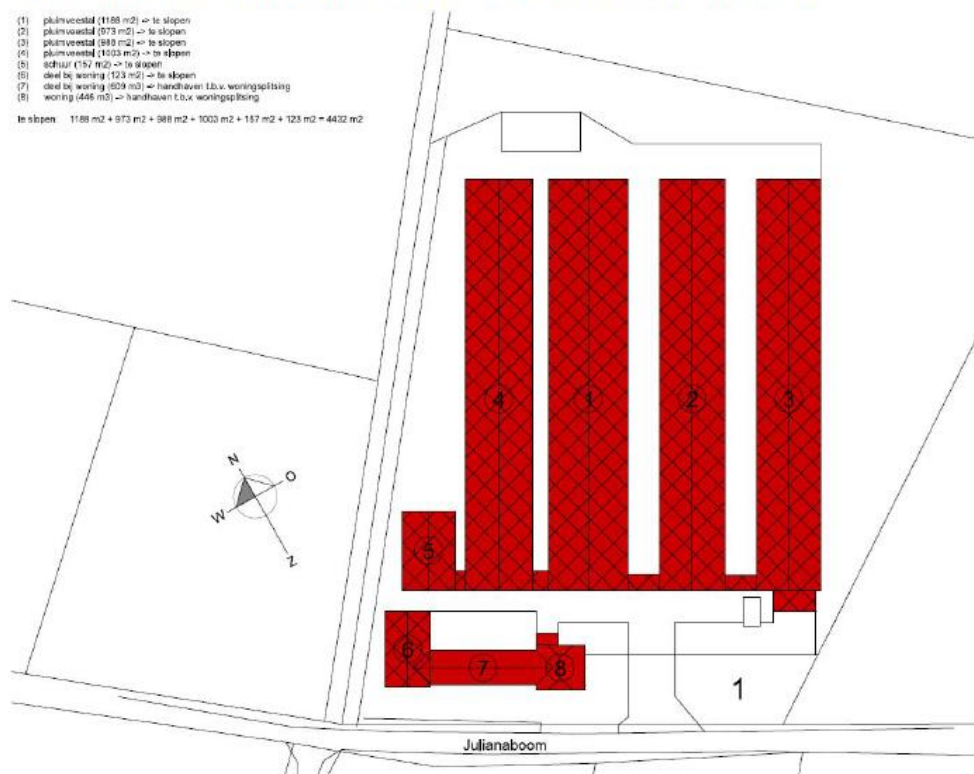 (1) pluimveestal (1188 m2) -> te slopen
(2) pluimveestal (973 m2) -> te slopen
(3) pluimveestal (988 m2) -> te slopen
(4) pluimveestal (1003 m2) -> te slopen
(5) schuur (157 m2) -> te slopen
(6) deel bij woning (123 m2) -> te slopen
(7) deel bij woning (609 m3) -> handhaven t.b.v. woningsplitsing
(8) woning (446 m3) -> handhaven t.b.v. woningsplitsing
te slopen: 1188 m2 + 973 m2 + 988 m2 + 1003 m2 + 157 m2 + 123 m2 = 4432 m2
4
1
2
3
N
O
W
Z
5
6
7
8
1
Julianaboom